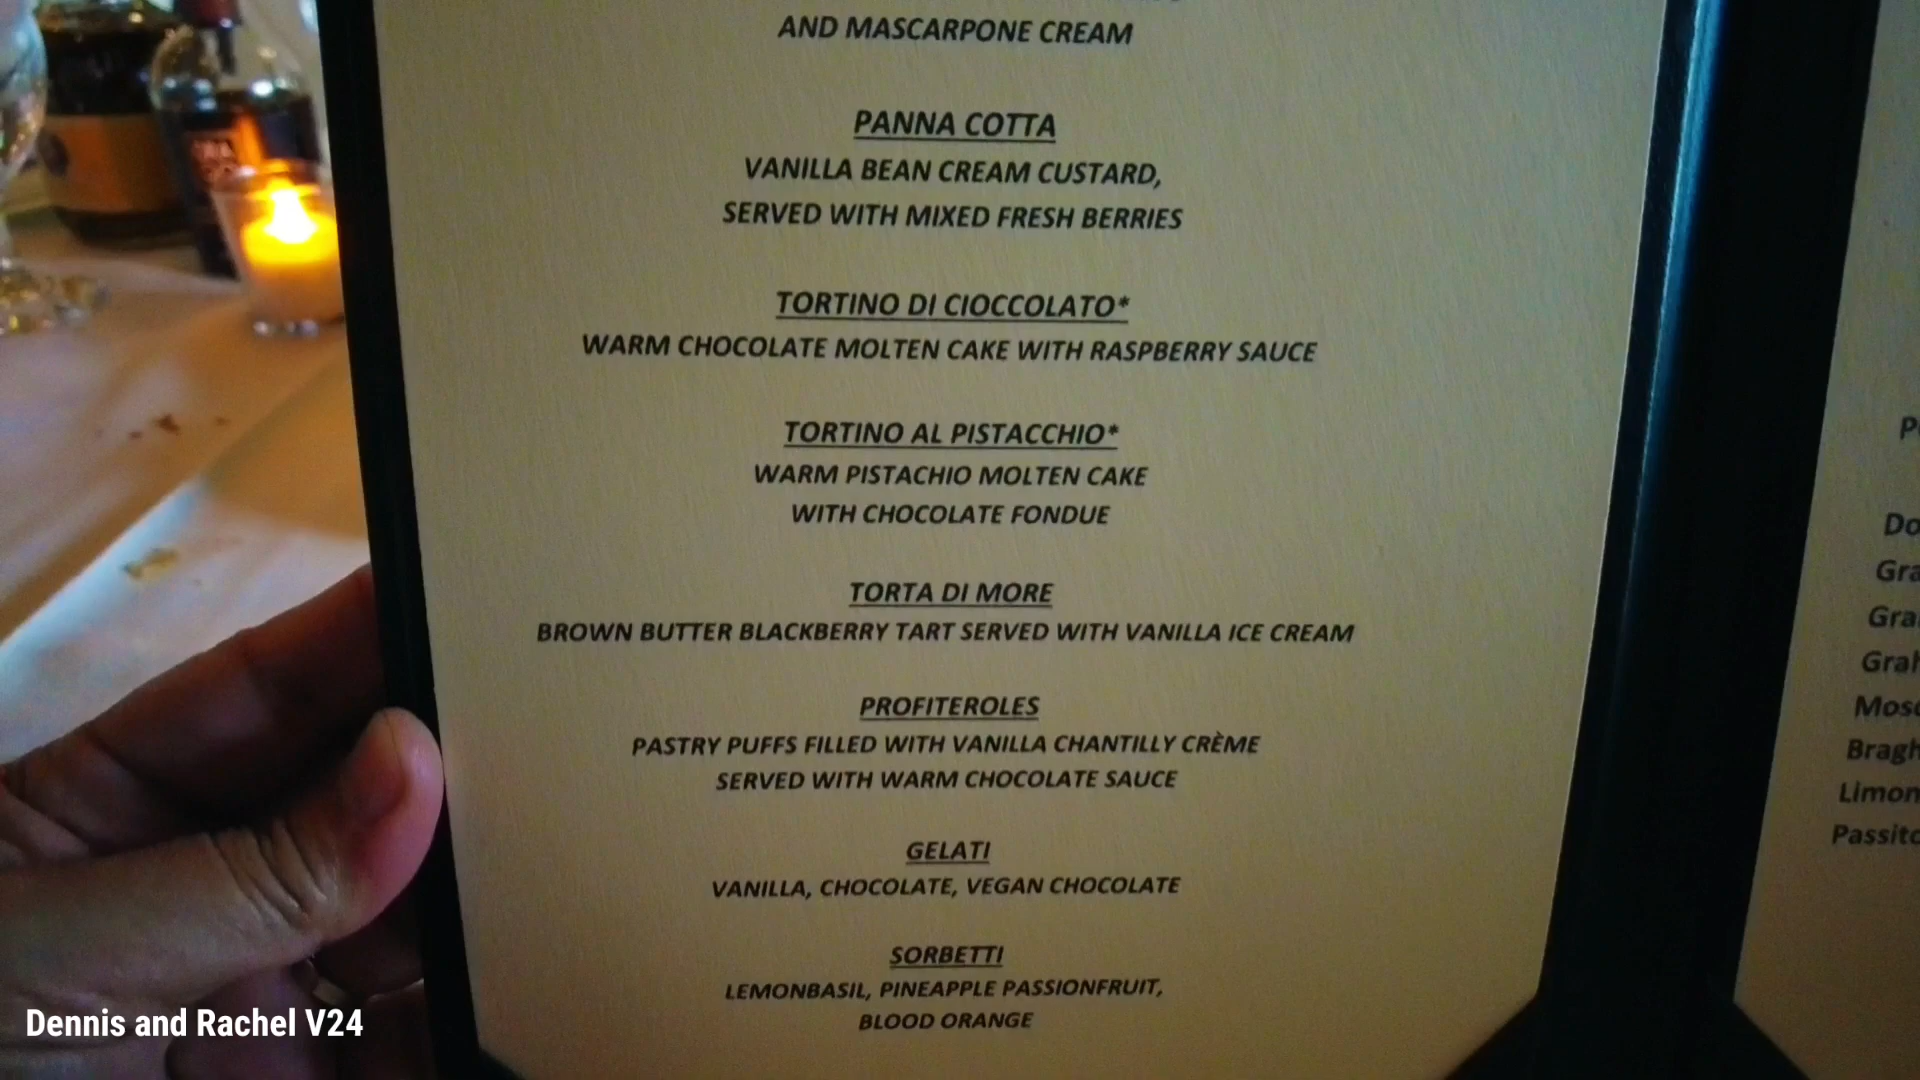 AND MASCARPONE CREAM
PANNA COTTA
VANILLA BEAN CREAM CUSTARD,
SERVED WITH MIXED FRESH BERRIES
TORTINO DI CIOCCOLATO*
WARM CHOCOLATE MOLTEN CAKE WITH RASPBERRY SAUCE
TORTINO AL PISTACCHIO*
WARM PISTACHIO MOLTEN CAKE
WITH CHOCOLATE FONDUE
TORTA DI MORE
BROWN BUTTER BLACKBERRY TART SERVED WITH VANILLA ICE CREAM
PROFITEROLES
PASTRY PUFFS FILLED WITH VANILLA CHANTILLY CRÈME
SERVED WITH WARM CHOCOLATE SAUCE
GELATI
VANILLA, CHOCOLATE, VEGAN CHOCOLATE
SORBETTI
LEMONBASIL, PINEAPPLE PASSIONFRUIT,
BLOOD ORANGE
Dennis and Rachel V24